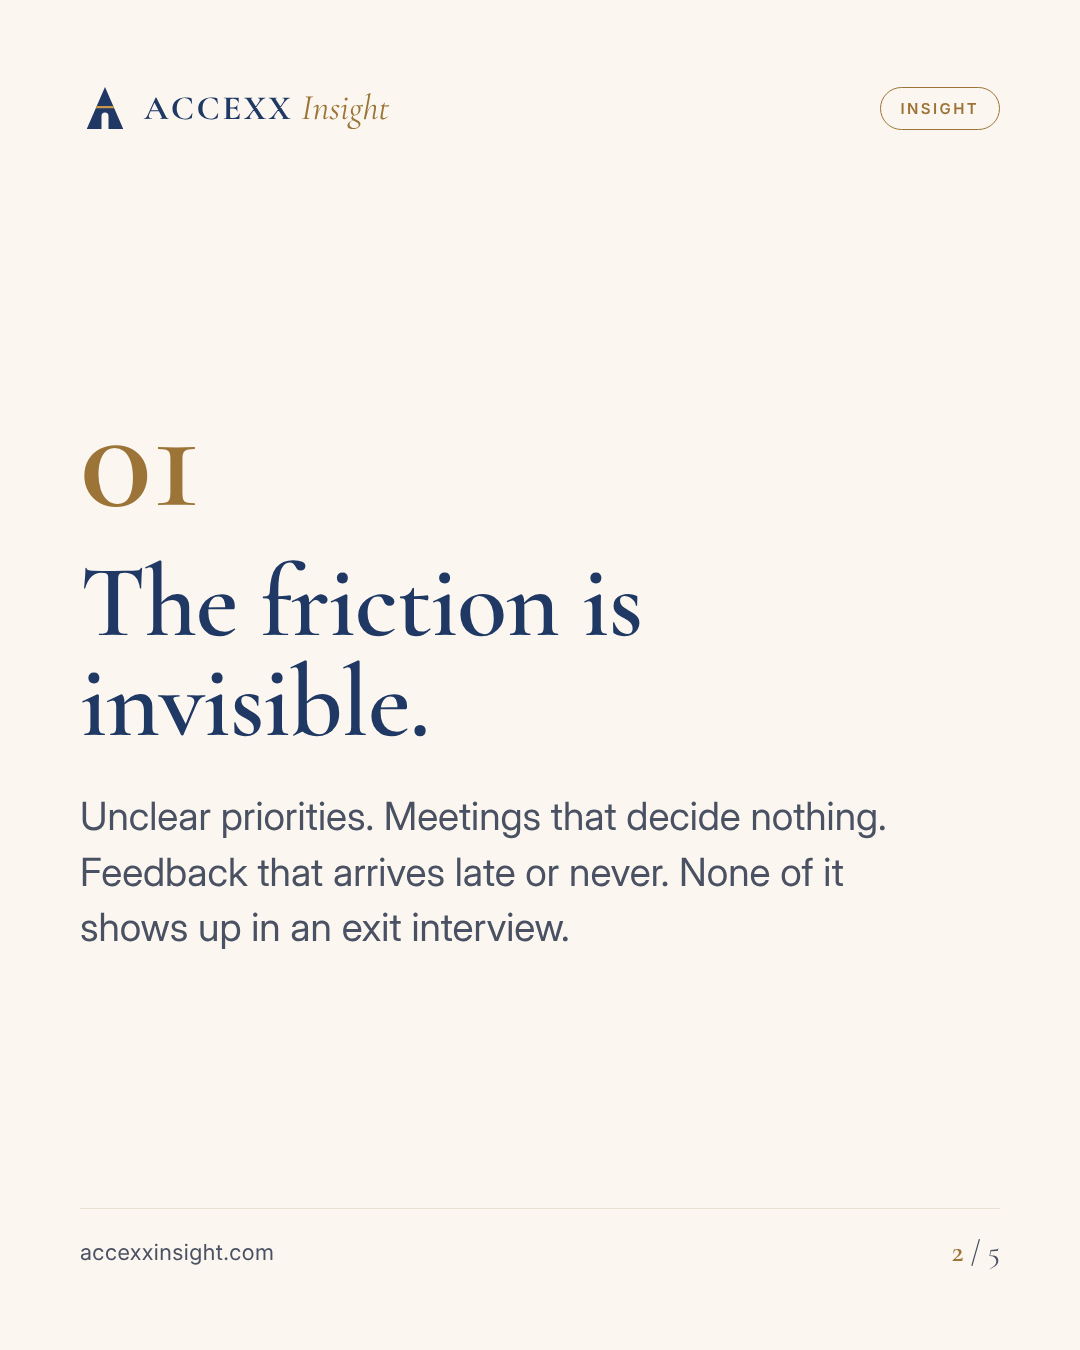 ACCEXX Insight
INSIGHT
01
The friction is
invisible.
Unclear priorities. Meetings that decide nothing.
Feedback that arrives late or never. None of it
shows up in an exit interview.
accexxinsight.com
2 / 5